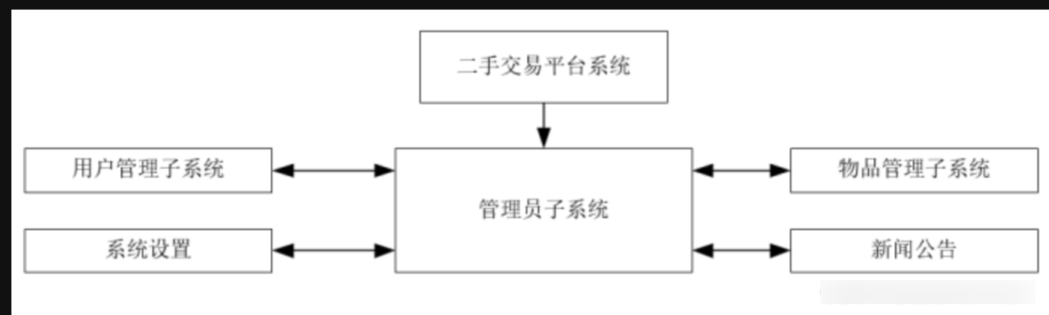 二手交易平台系统
用户管理子系统
管理员子系统
物品管理子系统
系统设置
新闻公告